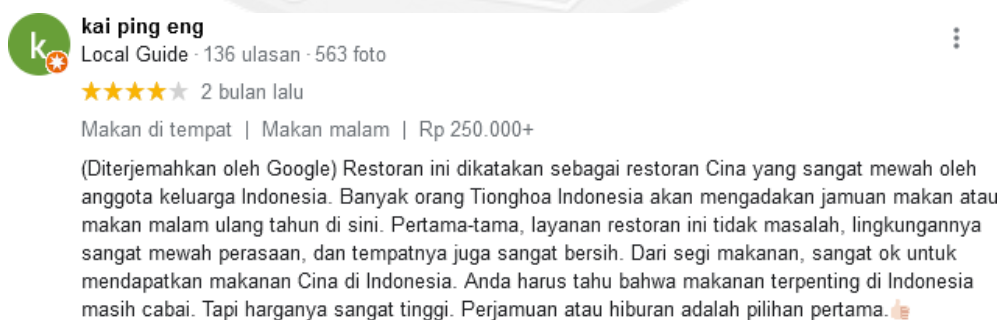 kai ping eng
k
Local Guide · 136 ulasan · 563 foto
2 bulan lalu
Makan di tempat | Makan malam | Rp 250.000+
(Diterjemahkan oleh Google) Restoran ini dikatakan sebagai restoran Cina yang sangat mewah oleh
anggota keluarga Indonesia. Banyak orang Tionghoa Indonesia akan mengadakan jamuan makan atau
makan malam ulang tahun di sini. Pertama-tama, layanan restoran ini tidak masalah, lingkungannya
sangat mewah perasaan, dan tempatnya juga sangat bersih. Dari segi makanan, sangat ok untuk
mendapatkan makanan Cina di Indonesia. Anda harus tahu bahwa makanan terpenting di Indonesia
masih cabai. Tapi harganya sangat tinggi. Perjamuan atau hiburan adalah pilihan pertama.👍🏻